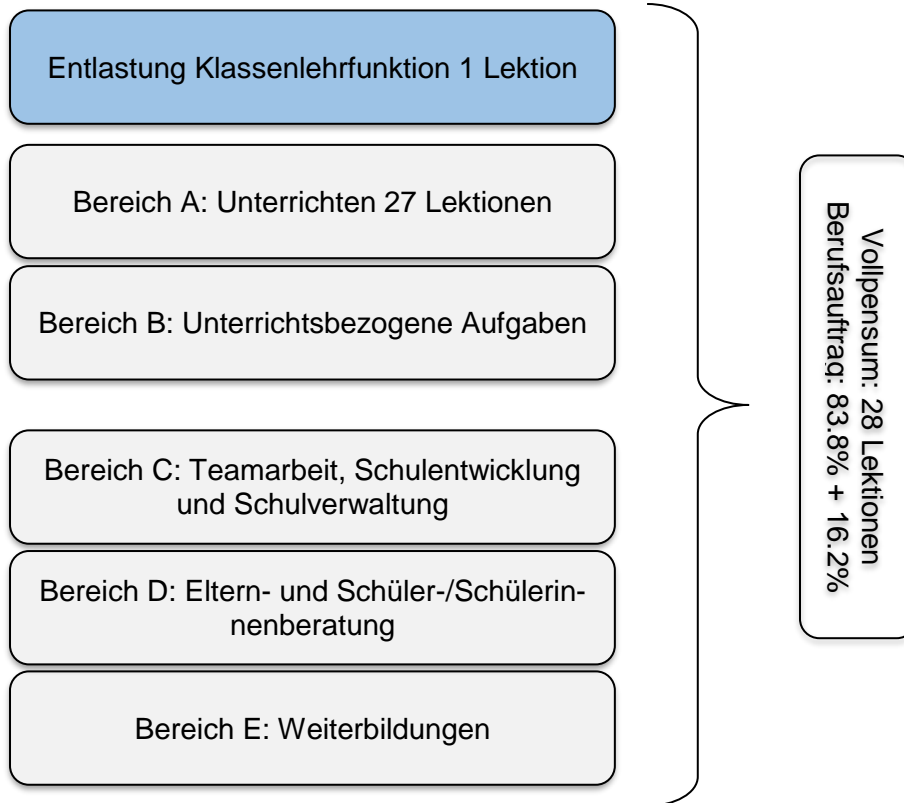 Entlastung Klassenlehrfunktion 1 Lektion
Bereich A: Unterrichten 27 Lektionen
Bereich B: Unterrichtsbezogene Aufgaben
Bereich C: Teamarbeit, Schulentwicklung
und Schulverwaltung
Bereich D: Eltern- und Schüler-/Schülerin-
nenberatung
Bereich E: Weiterbildungen
Vollpensum: 28 Lektionen
Berufsauftrag: 83.8% + 16.2%